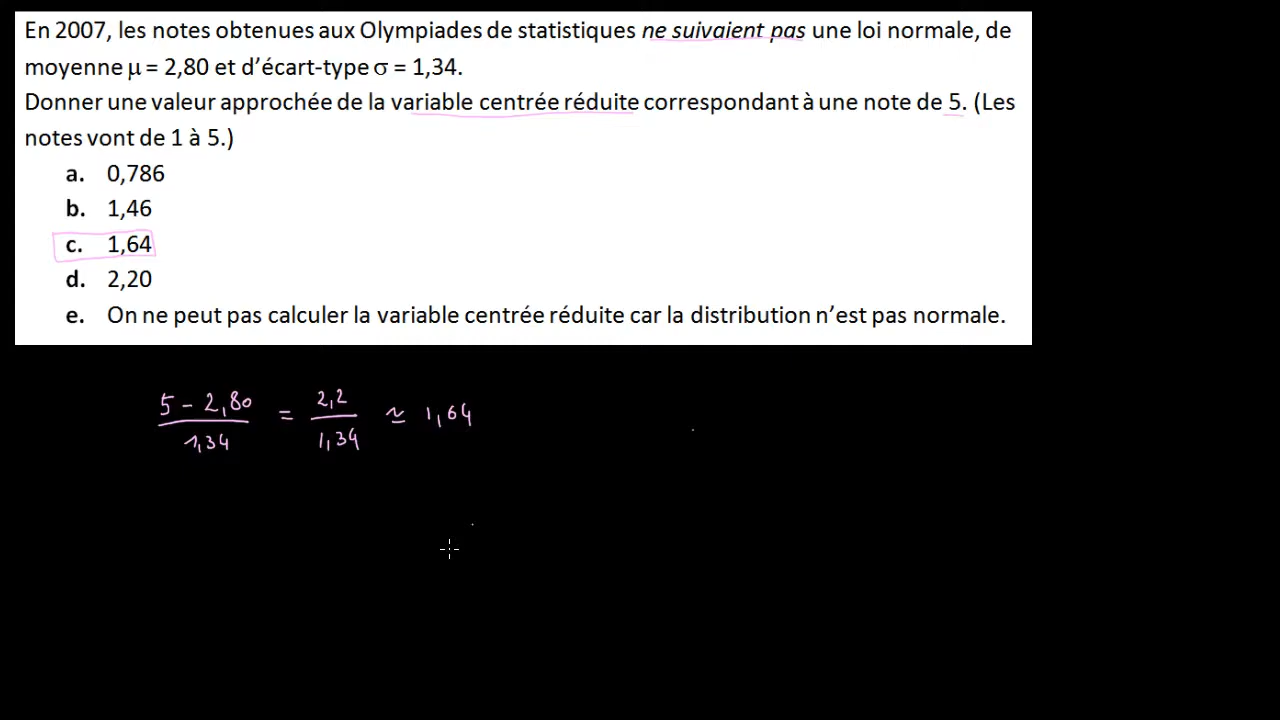 En 2007, les notes obtenues aux Olympiades de statistiques ne suivaient pas une loi normale, de
moyenne μ = 2,80 et d'écart-type σ = 1,34.
Donner une valeur approchée de la variable centrée réduite correspondant à une note de 5. (Les
notes vont de 1 à 5.)
a. 0,786
b. 1,46
c. 1,64
d. 2,20
e. On ne peut pas calculer la variable centrée réduite car la distribution n'est pas normale.
5 - 2,80 / 1,34 = 2,2 / 1,34 ≃ 1,64